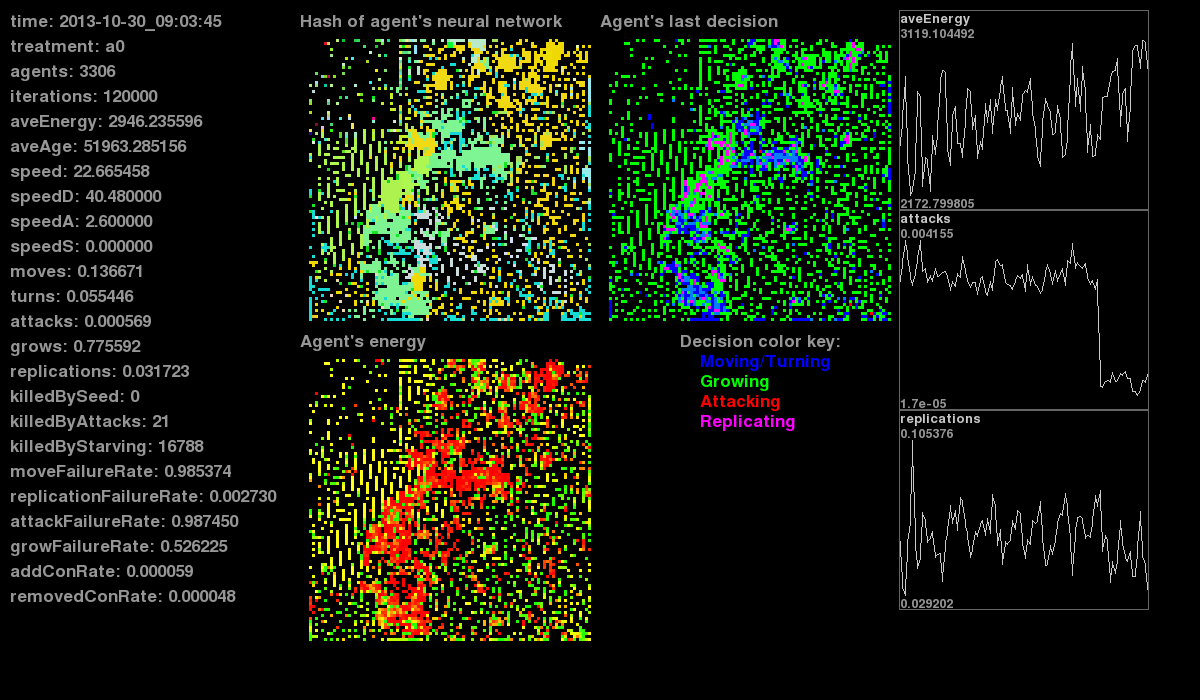 time: 2013-10-30_09:03:45
treatment: a0
agents: 3306
iterations: 120000
aveEnergy: 2946.235596
aveAge: 51963.285156
speed: 22.665458
speedD: 40.480000
speedA: 2.600000
speedS: 0.000000
moves: 0.136671
turns: 0.055446
attacks: 0.000569
grows: 0.775592
replications: 0.031723
killedBySeed: 0
killedByAttacks: 21
killedByStarving: 16788
moveFailureRate: 0.985374
replicationFailureRate: 0.002730
attackFailureRate: 0.987450
growFailureRate: 0.526225
addConRate: 0.000059
removedConRate: 0.000048
Hash of agent's neural network
Agent's last decision
Agent's energy
Decision color key:
Moving/Turning
Growing
Attacking
Replicating
aveEnergy
3119.104492
2172.799805
attacks
0.004155
1.7e-05
replications
0.105376
0.029202